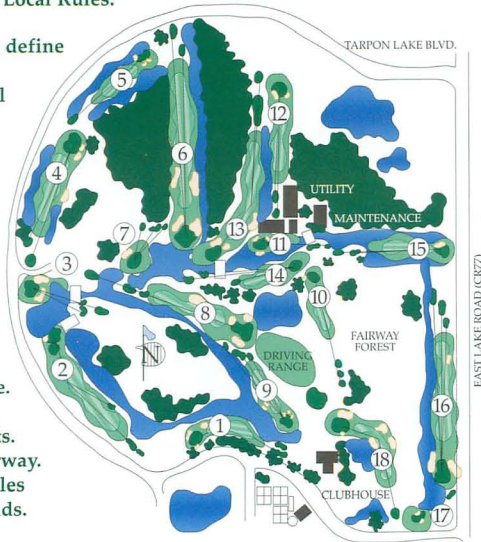 Local Rules.
define
l
e.
s.
rway.
les
ds.
TARPON LAKE BLVD.
5
12
6
4
UTILITY
MAINTENANCE
7
13
11
15
3
14
10
8
FAIRWAY
FOREST
EAST LAKE ROAD (CR77)
N
DRIVING
RANGE
2
9
16
1
18
CLUBHOUSE
17